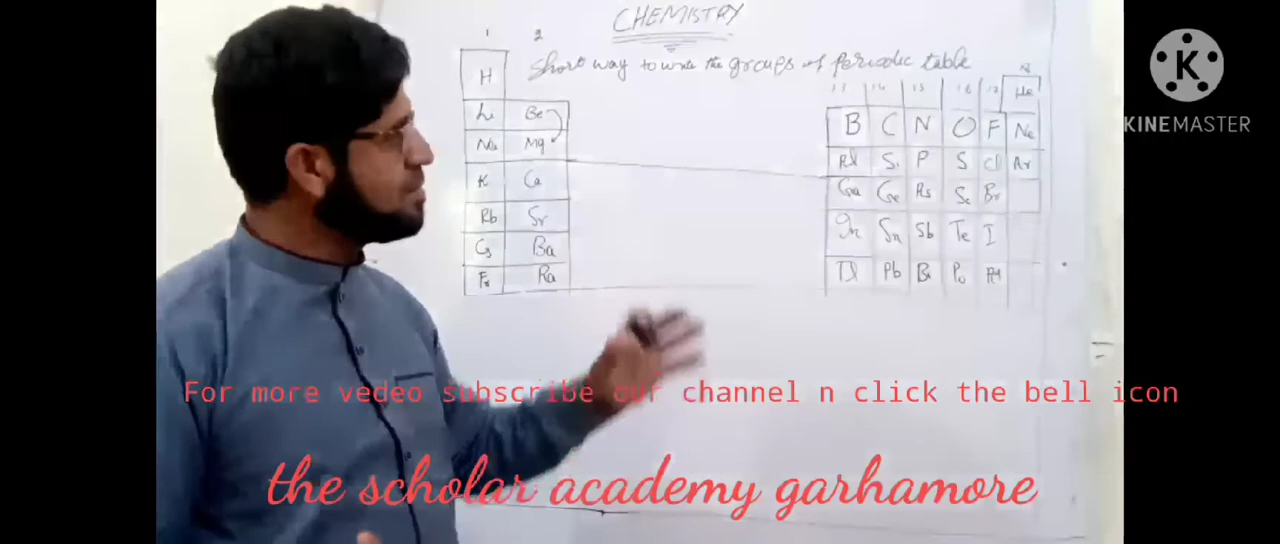 CHEMISTRY
1 2
Short way to write the groups of periodic table
13 14 15 16 17 18
H He
Li Be B C N O F Ne
Na Mg Al Si P S Cl Ar
K Ca Ga Ge As Se Br
Rb Sr In Sn Sb Te I
Cs Ba Tl Pb Bi Po At
Fr Ra
K
KINEMASTER
For more vedeo subscribe our channel n click the bell icon
the scholar academy garhamore